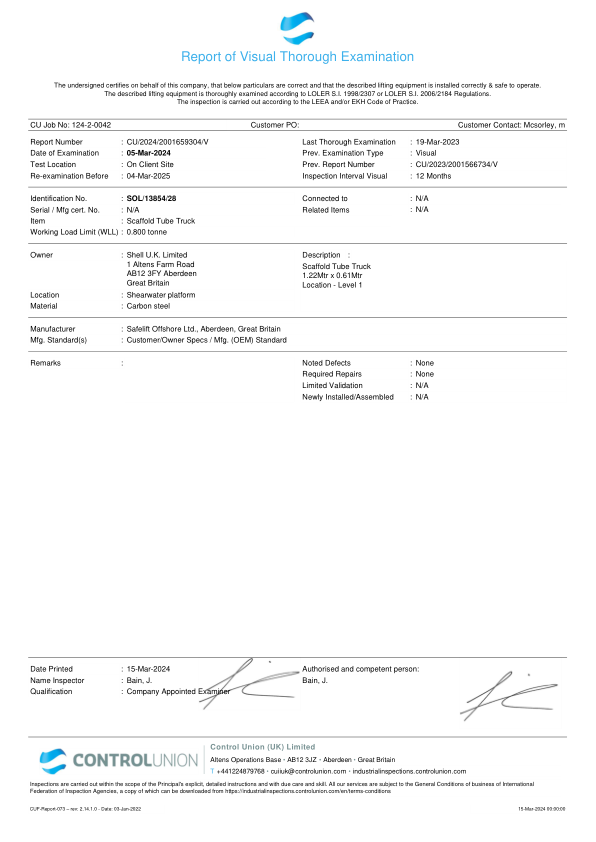 Report of Visual Thorough Examination
The undersigned certifies on behalf of this company, that below particulars are correct and that the described lifting equipment is installed correctly & safe to operate.
The described lifting equipment is thoroughly examined according to LOLER S.I. 1998/2307 or LOLER S.I. 2006/2184 Regulations.
The inspection is carried out according to the LEEA and/or EKH Code of Practice.
CU Job No: 124-2-0042 Customer PO: Customer Contact: Mcsorley, m
Report Number : CU/2024/2001659304/V Last Thorough Examination : 19-Mar-2023
Date of Examination : 05-Mar-2024 Prev. Examination Type : Visual
Test Location : On Client Site Prev. Report Number : CU/2023/2001566734/V
Re-examination Before : 04-Mar-2025 Inspection Interval Visual : 12 Months
Identification No. : SOL/13854/28 Connected to : N/A
Serial / Mfg cert. No. : N/A Related Items : N/A
Item : Scaffold Tube Truck
Working Load Limit (WLL) : 0.800 tonne
Owner : Shell U.K. Limited Description :
1 Altens Farm Road Scaffold Tube Truck
AB12 3FY Aberdeen 1.22Mtr x 0.61Mtr
Great Britain Location - Level 1
Location : Shearwater platform
Material : Carbon steel
Manufacturer : Safelift Offshore Ltd., Aberdeen, Great Britain
Mfg. Standard(s) : Customer/Owner Specs / Mfg. (OEM) Standard
Remarks : Noted Defects : None
Required Repairs : None
Limited Validation : N/A
Newly Installed/Assembled : N/A
Date Printed : 15-Mar-2024 Authorised and competent person:
Name Inspector : Bain, J. Bain, J.
Qualification : Company Appointed Examiner
CONTROLUNION
Control Union (UK) Limited
Altens Operations Base · AB12 3JZ · Aberdeen · Great Britain
T +441224879768 · cuiiuk@controlunion.com · industrialinspections.controlunion.com
Inspections are carried out within the scope of the Principal's explicit, detailed instructions and with due care and skill. All our services are subject to the General Conditions of business of International
Federation of Inspection Agencies, a copy of which can be downloaded from https://industrialinspections.controlunion.com/en/terms-conditions
CUF-Report-073 – rev: 2.14.1.0 - Date: 03-Jun-2022 15-Mar-2024 00:00:00